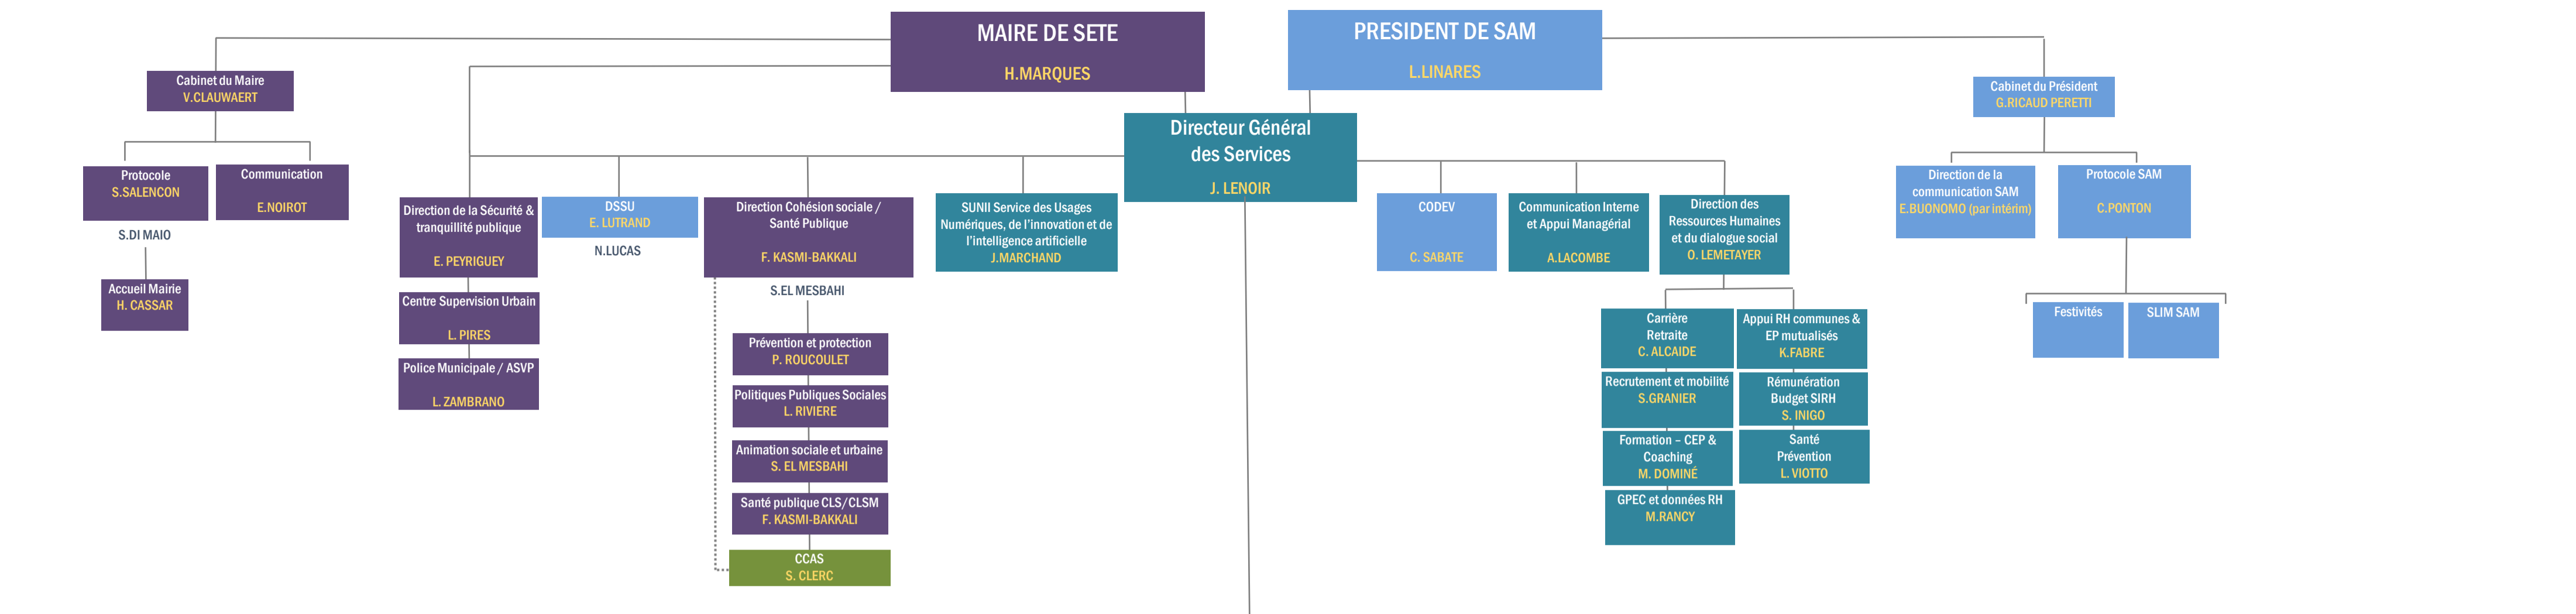 MAIRE DE SETE
H.MARQUES
PRESIDENT DE SAM
L.LINARES
Cabinet du Maire
V.CLAUWAERT
Cabinet du Président
G.RICAUD PERETTI
Directeur Général
des Services
J. LENOIR
Protocole
S.SALENCON
S.DI MAIO
Accueil Mairie
H. CASSAR
Communication
E.NOIROT
Direction de la Sécurité &
tranquillité publique
E. PEYRIGUEY
Centre Supervision Urbain
L. PIRES
Police Municipale / ASVP
L. ZAMBRANO
DSSU
E. LUTRAND
N.LUCAS
Direction Cohésion sociale /
Santé Publique
F. KASMI-BAKKALI
S.EL MESBAHI
Prévention et protection
P. ROUCOULET
Politiques Publiques Sociales
L. RIVIERE
Animation sociale et urbaine
S. EL MESBAHI
Santé publique CLS/CLSM
F. KASMI-BAKKALI
CCAS
S. CLERC
SUNII Service des Usages
Numériques, de l'innovation et de
l'intelligence artificielle
J.MARCHAND
CODEV
C. SABATE
Communication Interne
et Appui Managérial
A.LACOMBE
Direction des
Ressources Humaines
et du dialogue social
O. LEMETAYER
Carrière
Retraite
C. ALCAIDE
Recrutement et mobilité
S.GRANIER
Formation – CEP &
Coaching
M. DOMINÉ
GPEC et données RH
M.RANCY
Appui RH communes &
EP mutualisés
K.FABRE
Rémunération
Budget SIRH
S. INIGO
Santé
Prévention
L. VIOTTO
Direction de la
communication SAM
E.BUONOMO (par intérim)
Protocole SAM
C.PONTON
Festivités
SLIM SAM